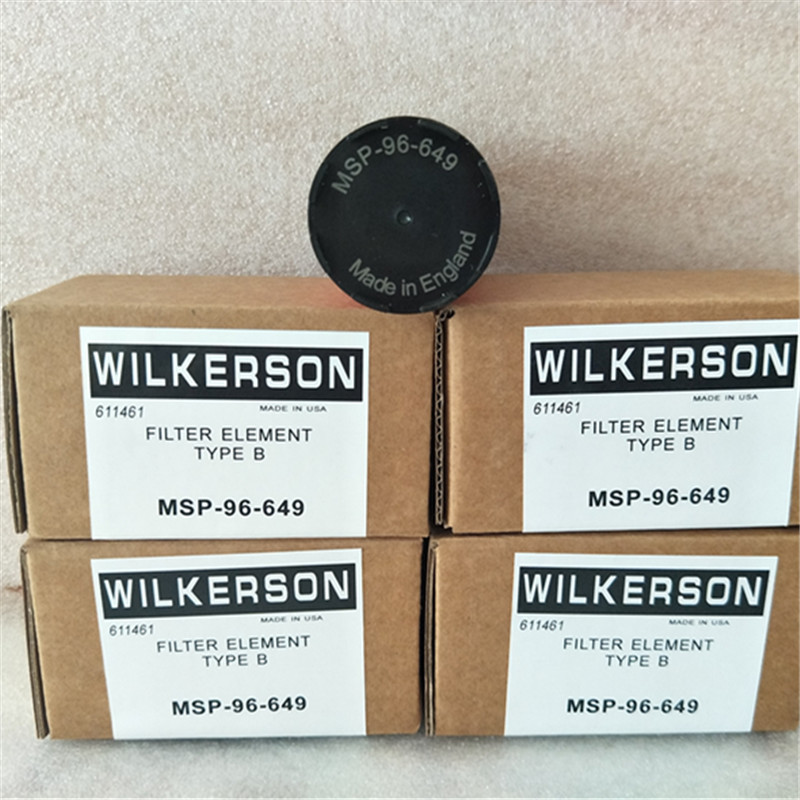 MSP-96-649
Made in England
WILKERSON
611461
MADE IN USA
FILTER ELEMENT
TYPE B
MSP-96-649
WILKERSON
611461
MADE IN USA
FILTER ELEMENT
TYPE B
MSP-96-649
WILKERSON
611461
MADE IN USA
FILTER ELEMENT
TYPE B
MSP-96-649
WILKERSON
611461
MADE IN USA
FILTER ELEMENT
TYPE B
MSP-96-649